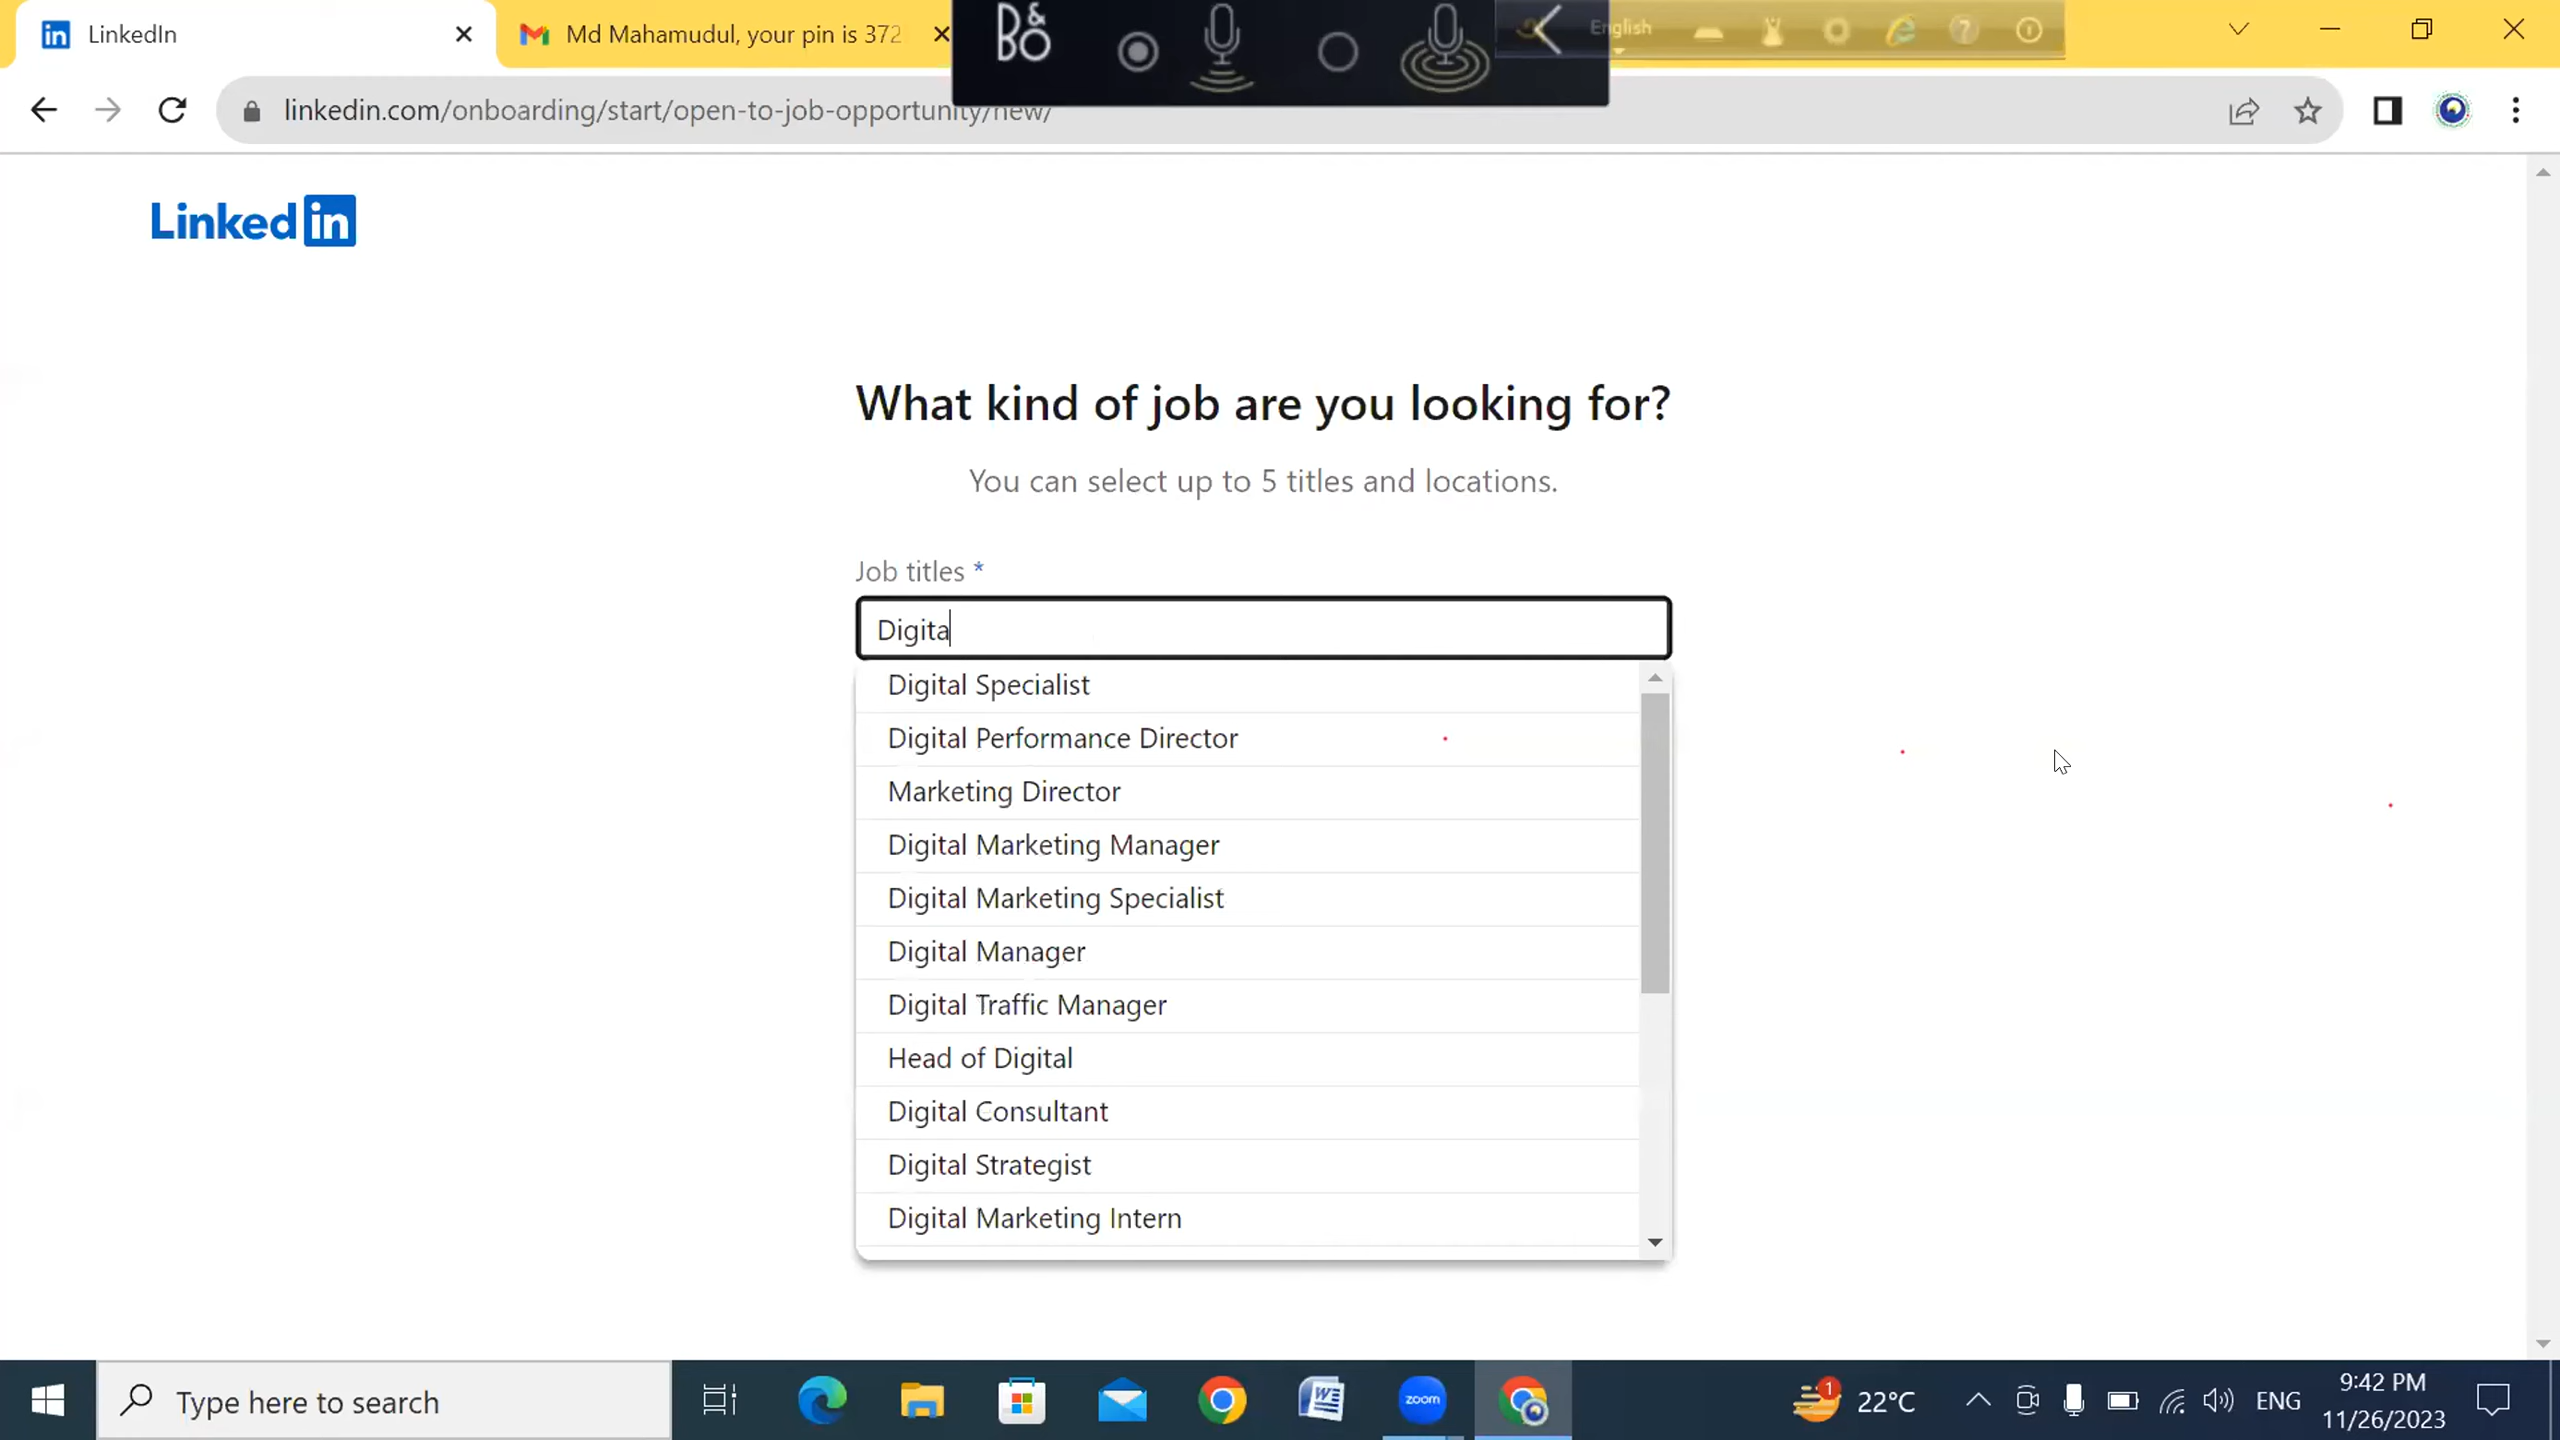 LinkedIn
Md Mahamudul, your pin is 372
B&O
English
linkedin.com/onboarding/start/open-to-job-opportunity/new/
Linkedin
What kind of job are you looking for?
You can select up to 5 titles and locations.
Job titles *
Digita
Digital Specialist
Digital Performance Director
Marketing Director
Digital Marketing Manager
Digital Marketing Specialist
Digital Manager
Digital Traffic Manager
Head of Digital
Digital Consultant
Digital Strategist
Digital Marketing Intern
Type here to search
zoom
1
22°C
ENG
9:42 PM
11/26/2023